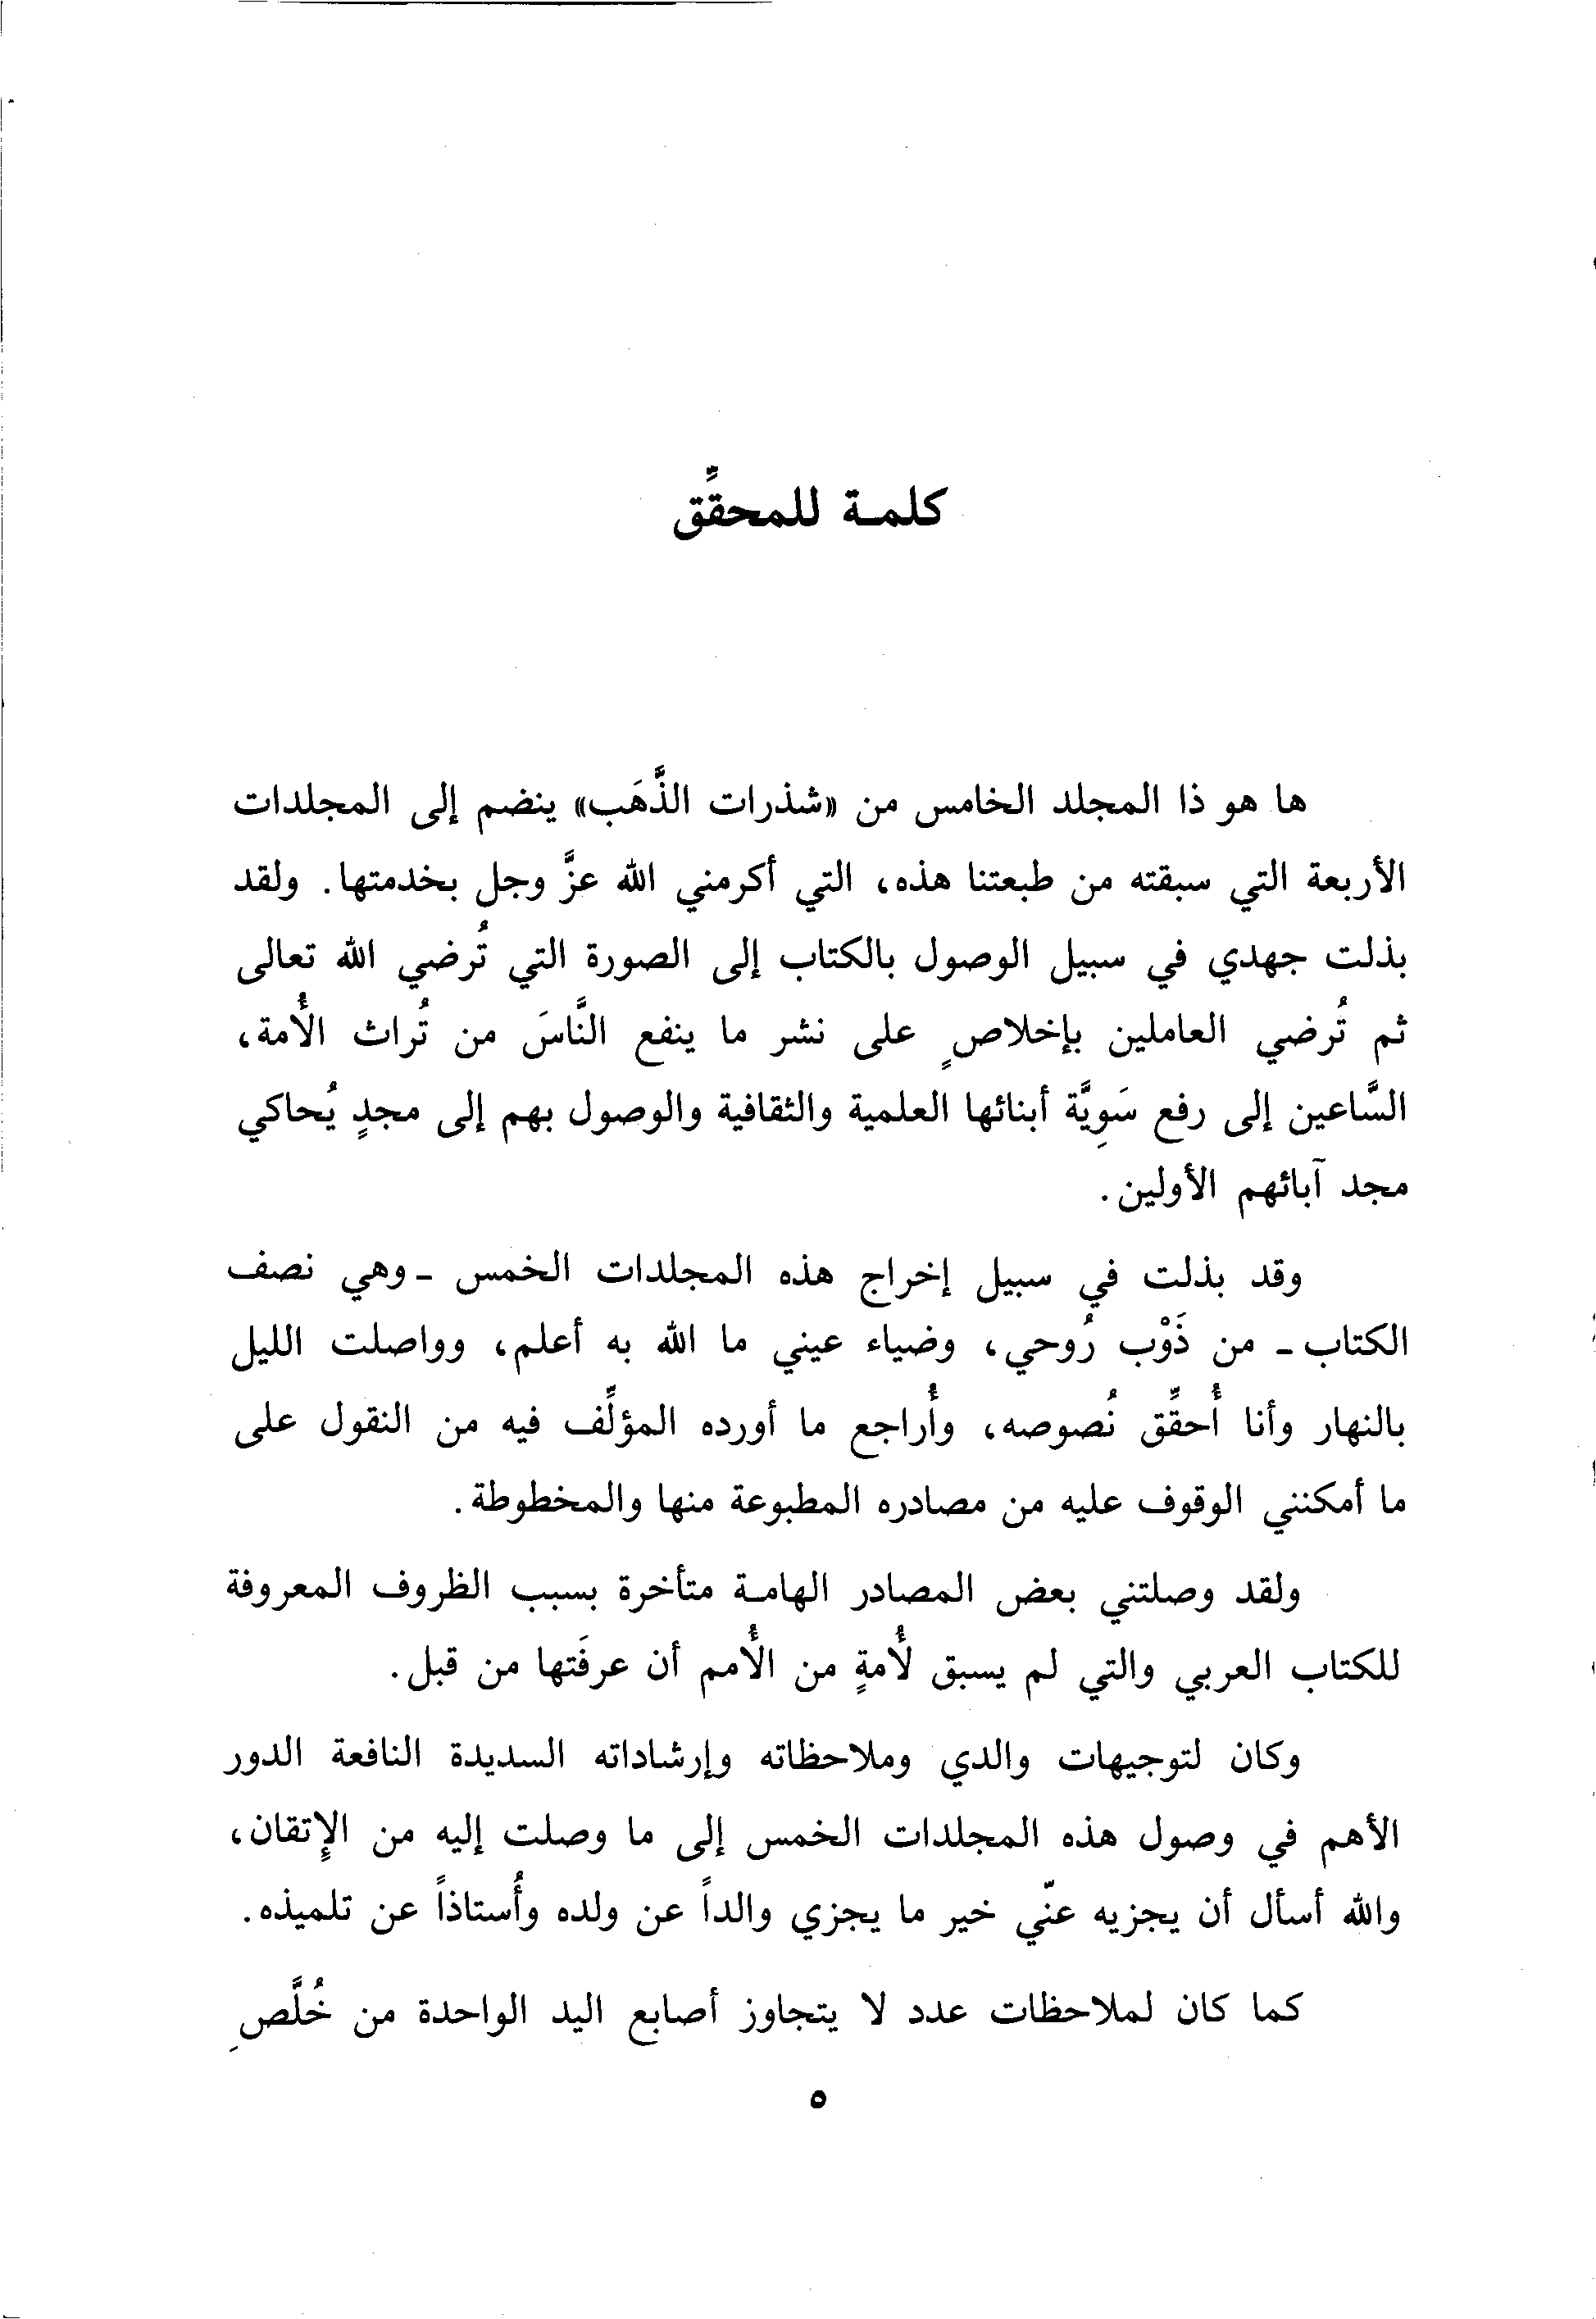 كلمة للمحقِّق
ها هو ذا المجلد الخامس من «شذرات الذَّهَب» ينضم إلى المجلدات
الأربعة التي سبقته من طبعتنا هذه، التي أكرمني الله عزَّ وجل بخدمتها. ولقد
بذلت جهدي في سبيل الوصول بالكتاب إلى الصورة التي تُرضي الله تعالى
ثم تُرضي العاملين بإخلاصٍ على نشر ما ينفع النَّاسَ من تُراث الأُمة،
السَّاعين إلى رفع سَوِيَّة أبنائها العلمية والثقافية والوصول بهم إلى مجدٍ يُحاكي
مجد آبائهم الأولين.
وقد بذلت في سبيل إخراج هذه المجلدات الخمس - وهي نصف
الكتاب - من ذَوْب رُوحي، وضياء عيني ما الله به أعلم، وواصلت الليل
بالنهار وأنا أُحقِّق نُصوصه، وأُراجع ما أورده المؤلِّف فيه من النقول على
ما أمكنني الوقوف عليه من مصادره المطبوعة منها والمخطوطة.
ولقد وصلتني بعض المصادر الهامة متأخرة بسبب الظروف المعروفة
للكتاب العربي والتي لم يسبق لأُمةٍ من الأُمم أن عرفَتها من قبل.
وكان لتوجيهات والدي وملاحظاته وإرشاداته السديدة النافعة الدور
الأهم في وصول هذه المجلدات الخمس إلى ما وصلت إليه من الإِتقان،
والله أسأل أن يجزيه عنّي خير ما يجزي والداً عن ولده وأُستاذاً عن تلميذه.
كما كان لملاحظات عدد لا يتجاوز أصابع اليد الواحدة من خُلَّصِ
٥